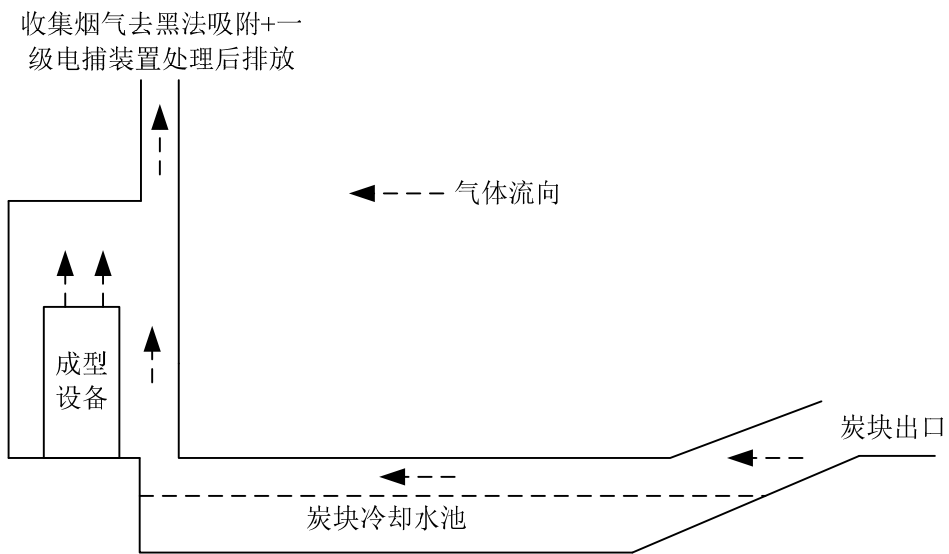 收集烟气去黑法吸附+一
级电捕装置处理后排放
气体流向
成型
设备
炭块出口
炭块冷却水池